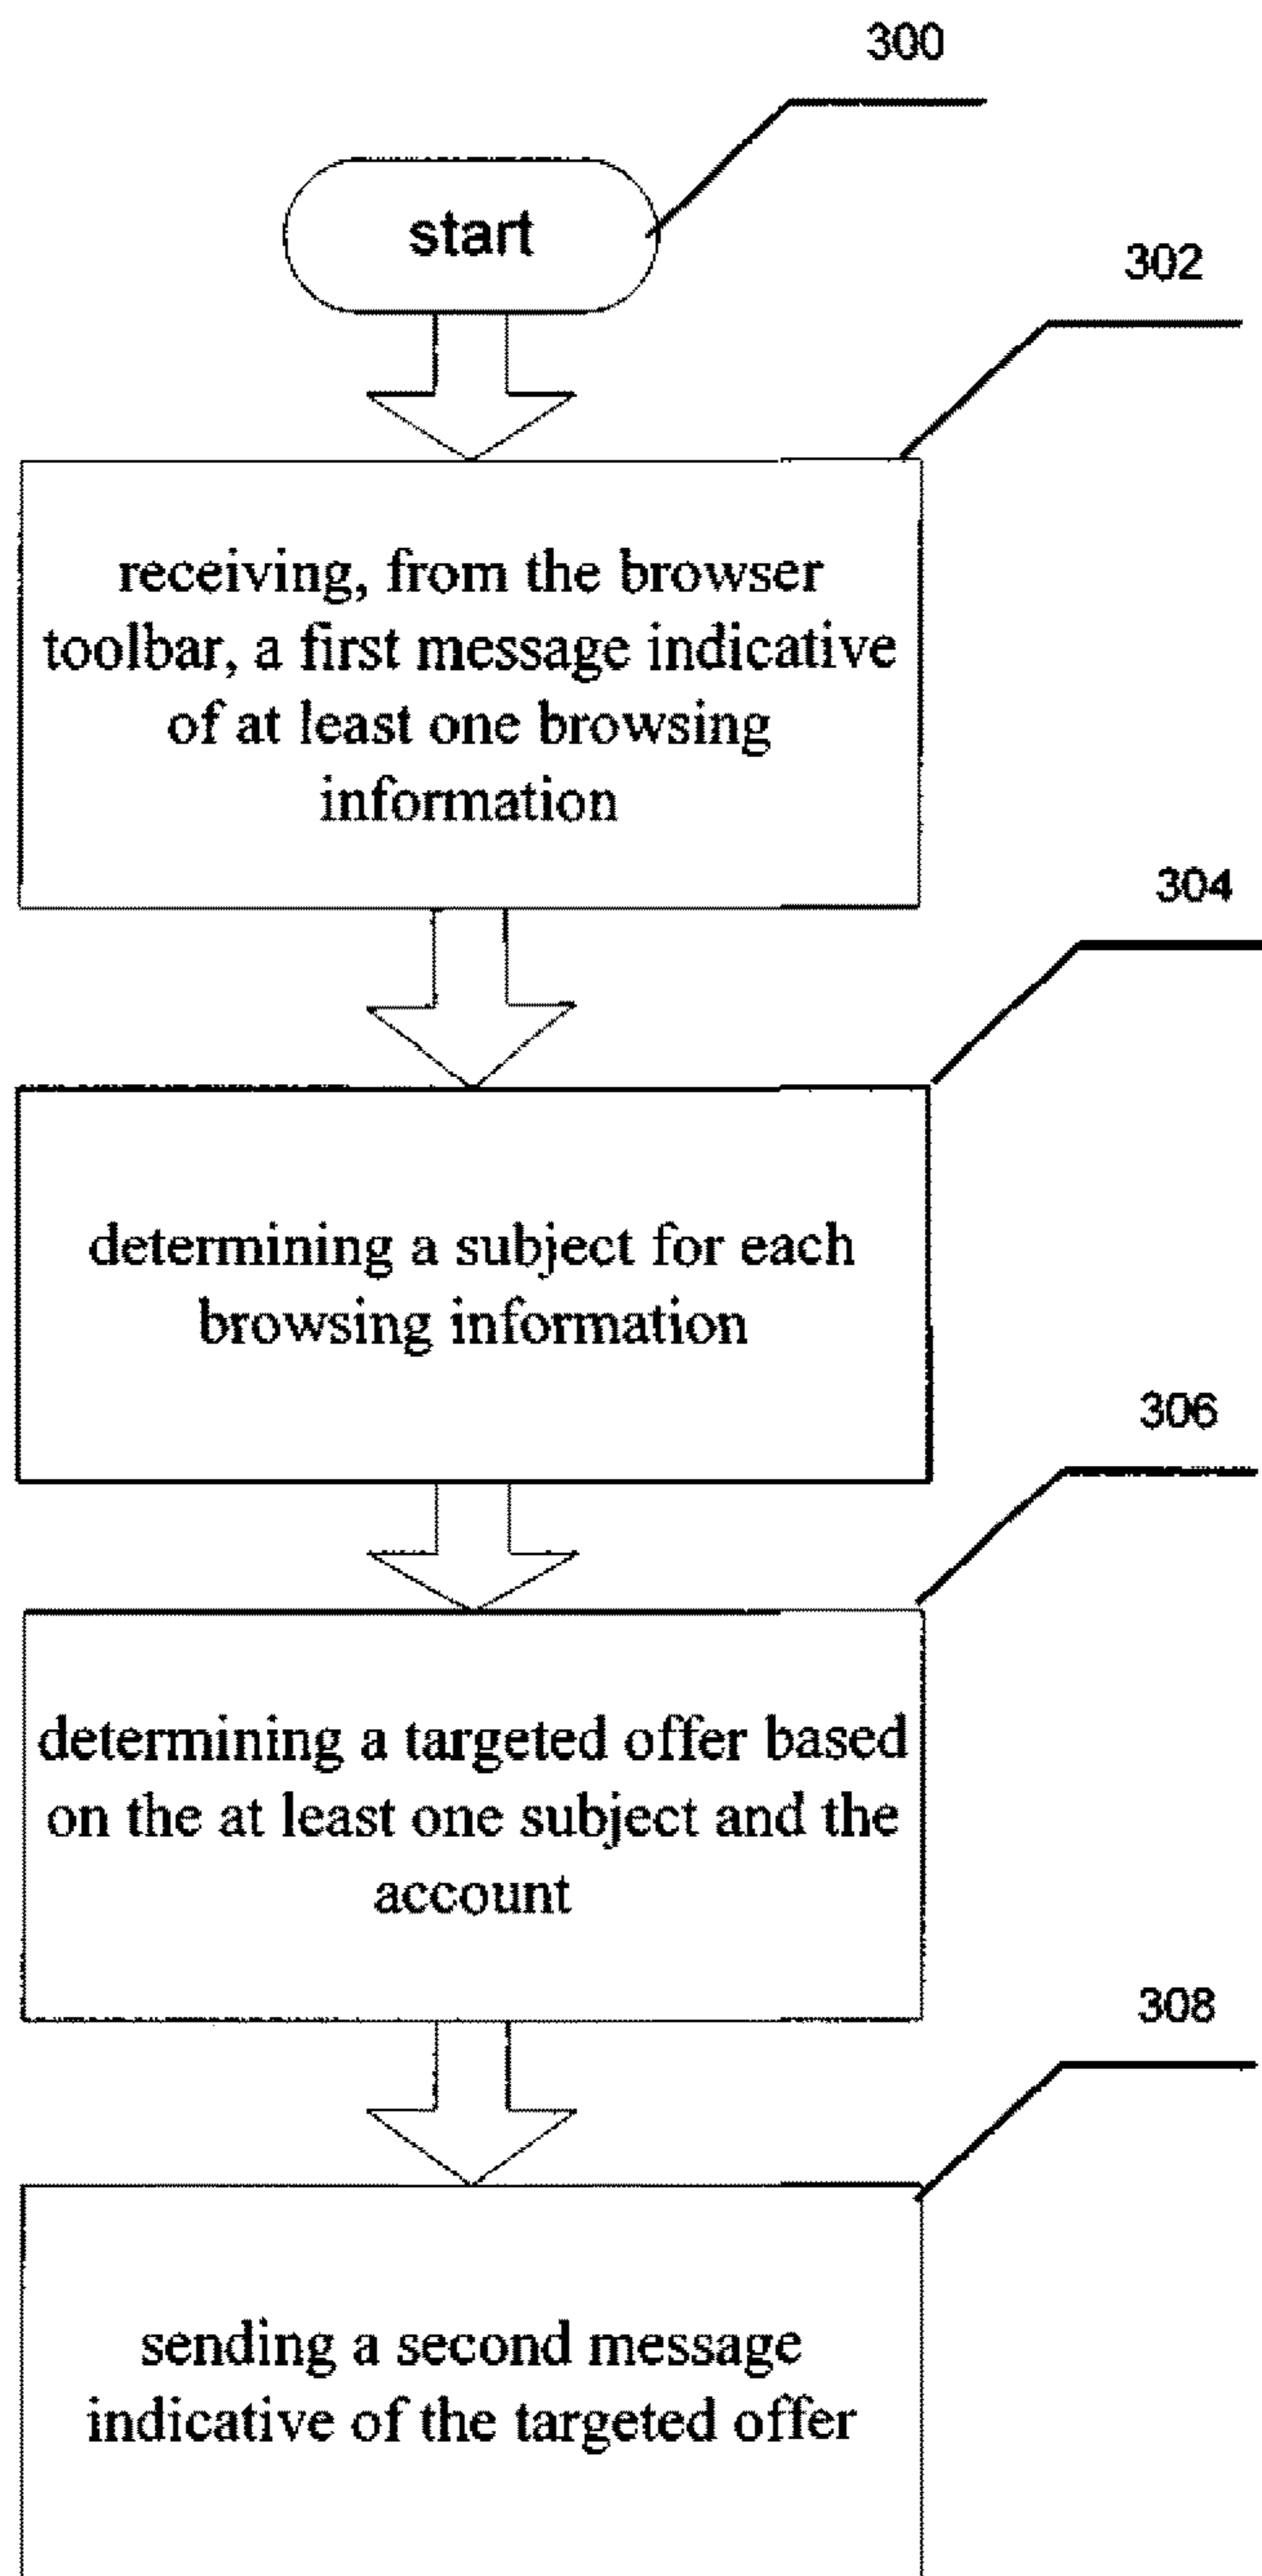 300
start
302
receiving, from the browser
toolbar, a first message indicative
of at least one browsing
information
304
determining a subject for each
browsing information
306
determining a targeted offer based
on the at least one subject and the
account
308
sending a second message
indicative of the targeted offer